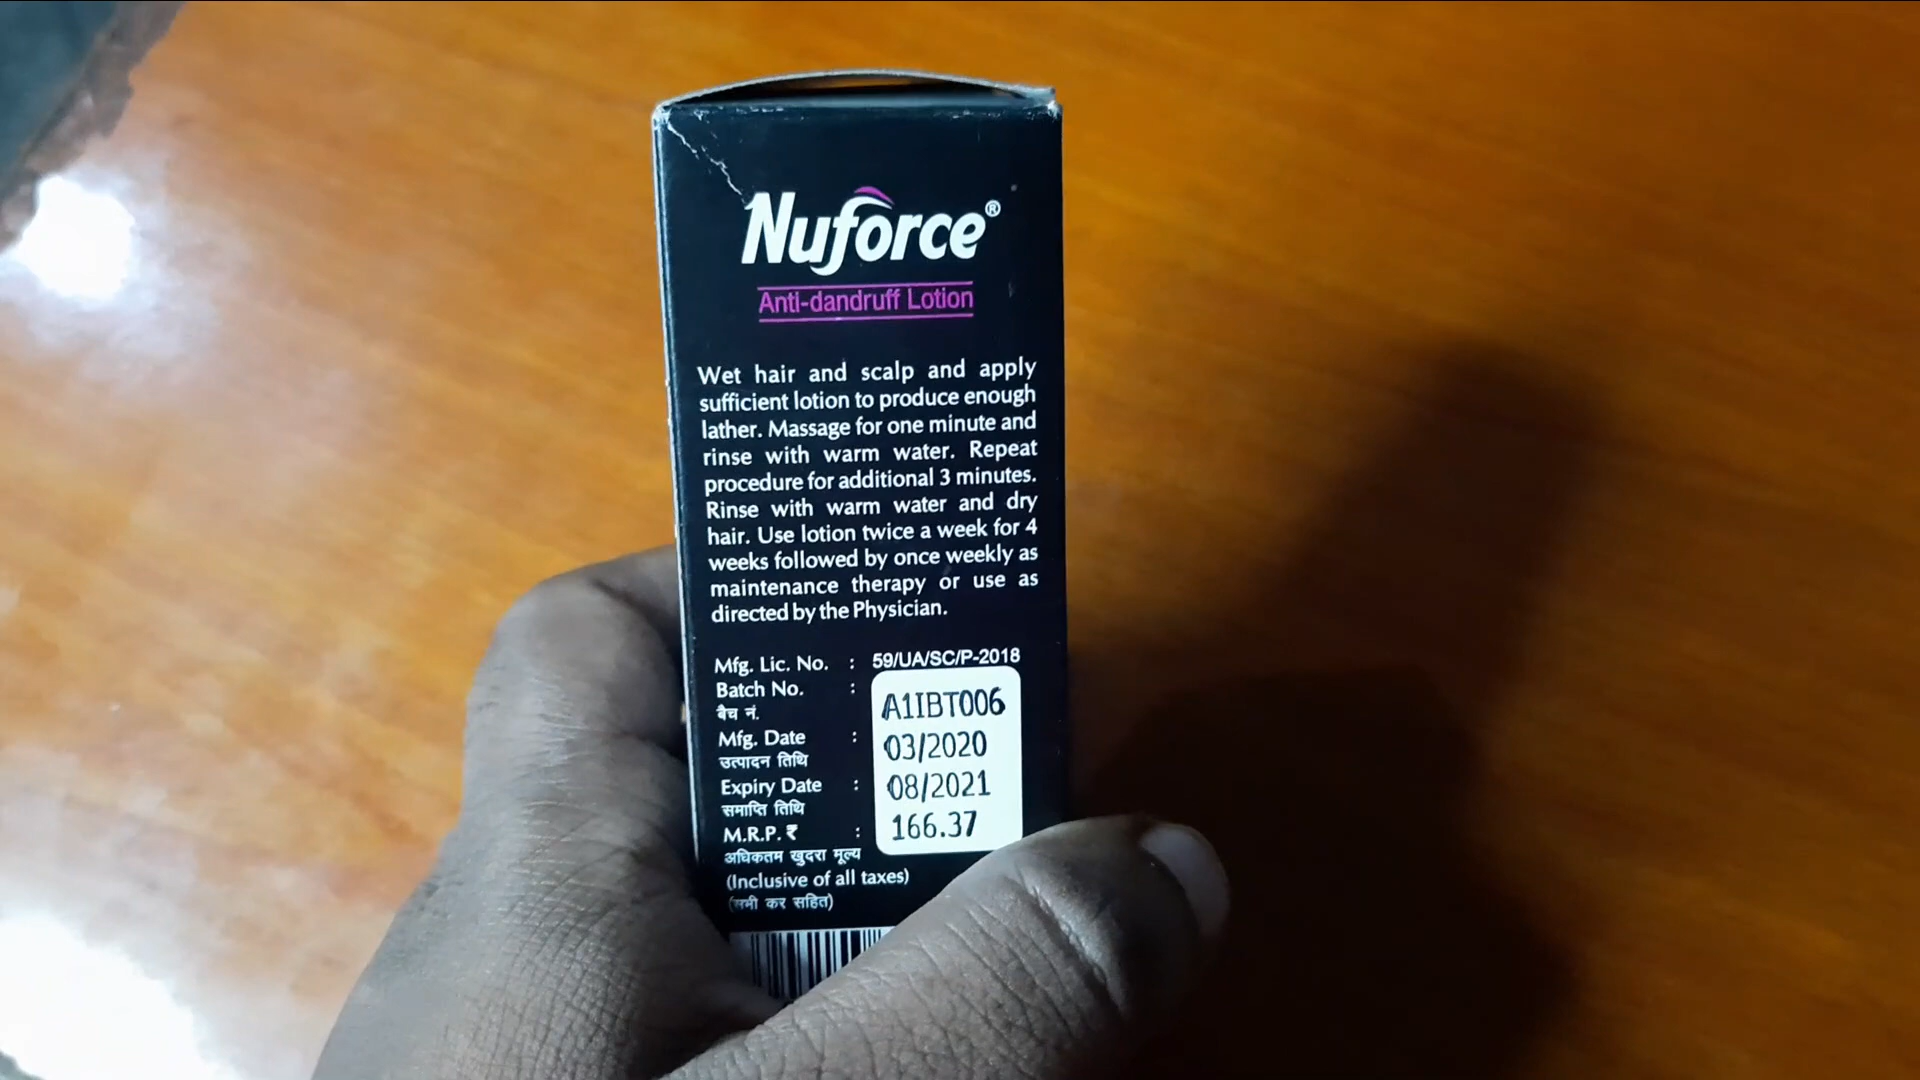 Nuforce®
Anti-dandruff Lotion
Wet hair and scalp and apply
sufficient lotion to produce enough
lather. Massage for one minute and
rinse with warm water. Repeat
procedure for additional 3 minutes.
Rinse with warm water and dry
hair. Use lotion twice a week for 4
weeks followed by once weekly as
maintenance therapy or use as
directed by the Physician.
Mfg. Lic. No. : 59/UA/SC/P-2018
Batch No. : A1IBT006
बैच नं.
Mfg. Date : 03/2020
उत्पादन तिथि
Expiry Date : 08/2021
समाप्ति तिथि
M.R.P. ₹ : 166.37
अधिकतम खुदरा मूल्य
(Inclusive of all taxes)
(सभी कर सहित)